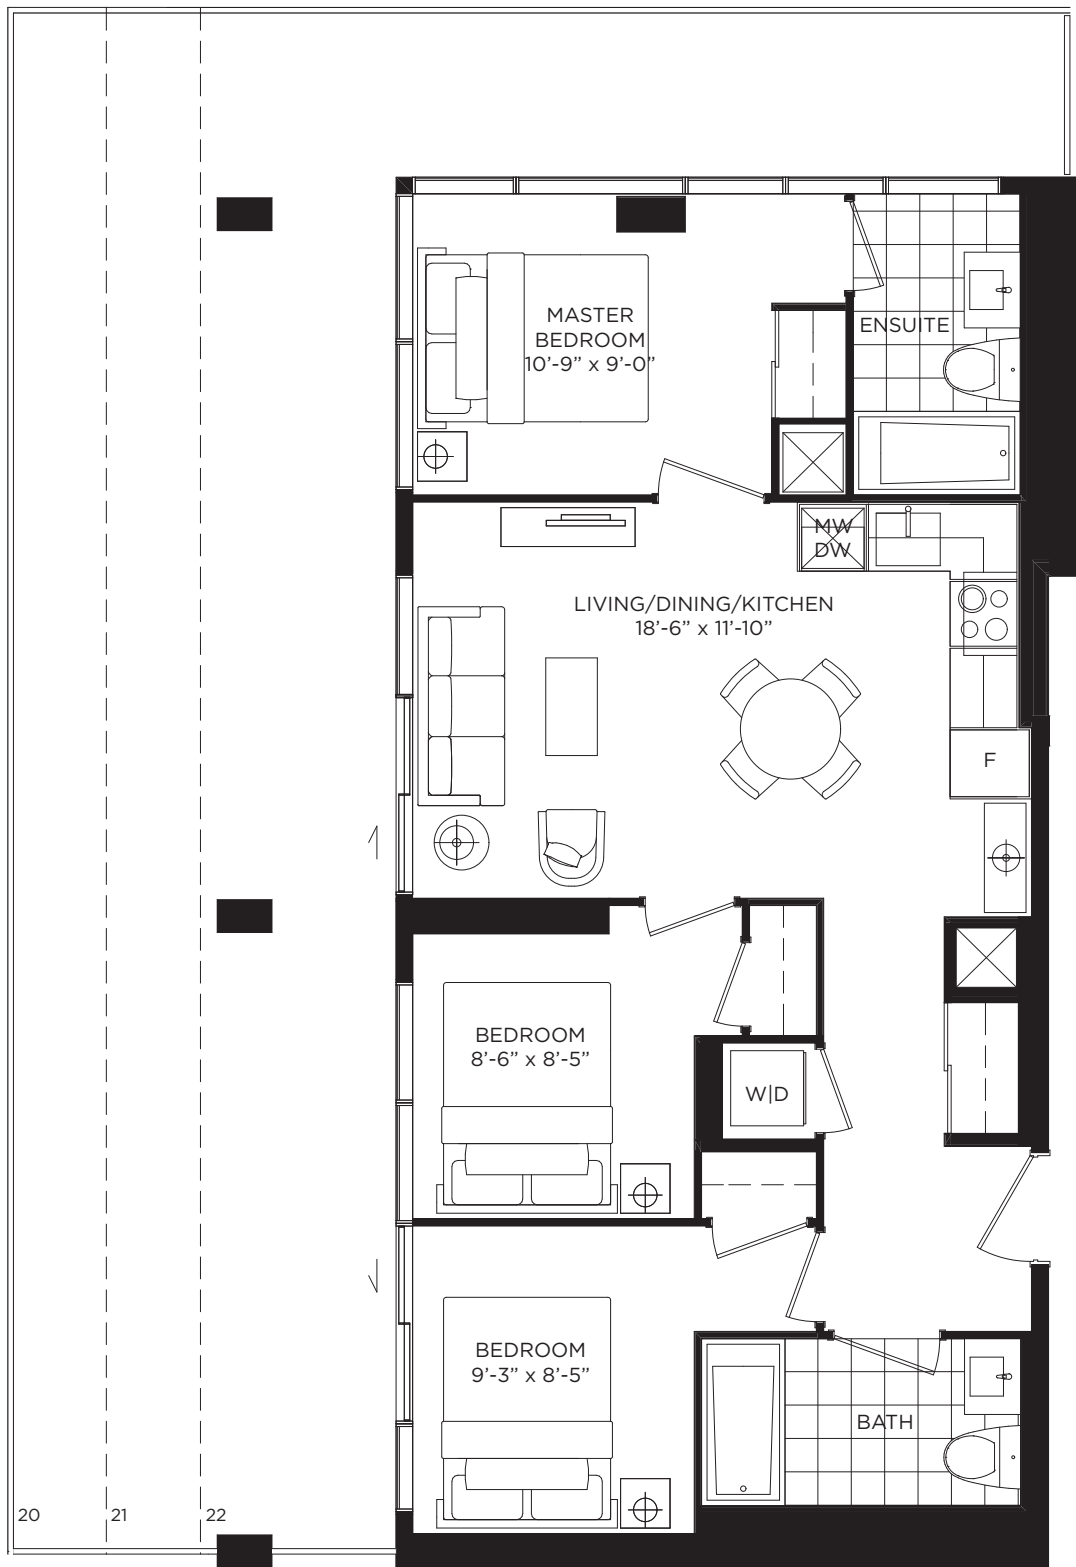 MASTER
BEDROOM
10’-9” x 9’-0”
ENSUITE
MW
DW
LIVING/DINING/KITCHEN
18’-6” x 11’-10”
F
BEDROOM
8’-6” x 8’-5”
W|D
BEDROOM
9’-3” x 8’-5”
BATH
20
21
22